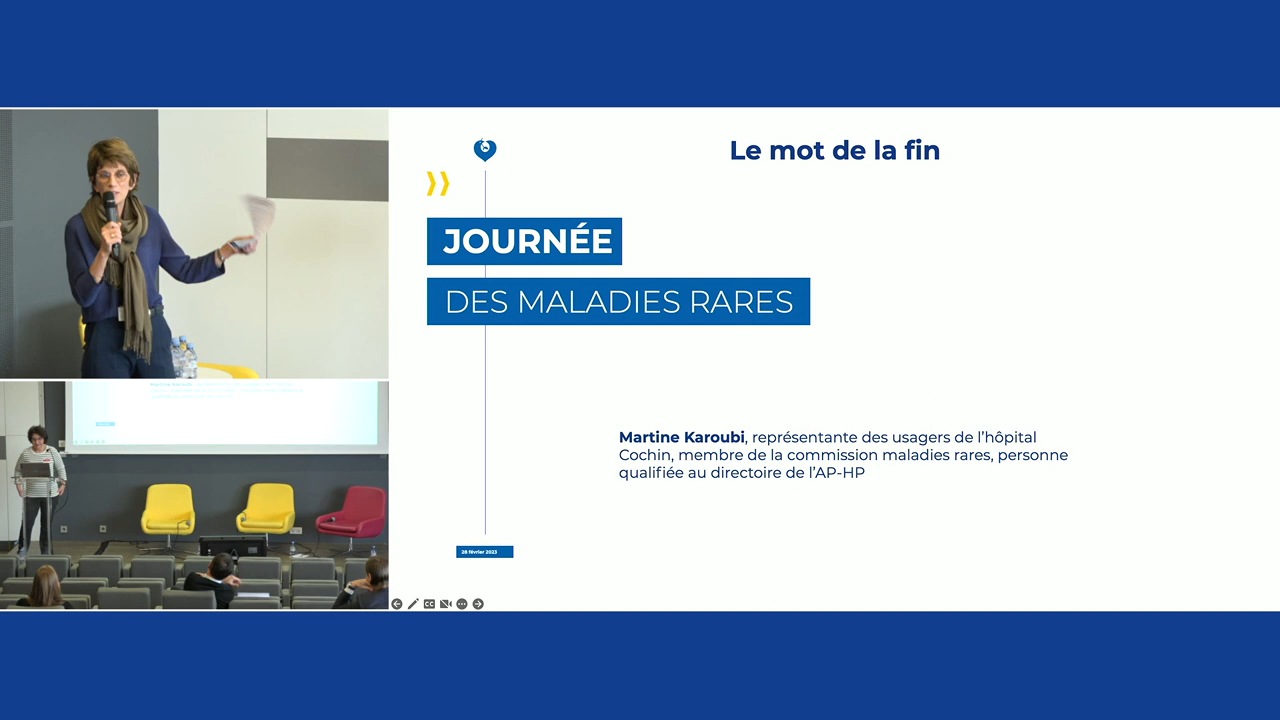 Le mot de la fin
JOURNÉE
DES MALADIES RARES
Martine Karoubi, représentante des usagers de l'hôpital
Cochin, membre de la commission maladies rares, personne
qualifiée au directoire de l'AP-HP
28 février 2023
CC